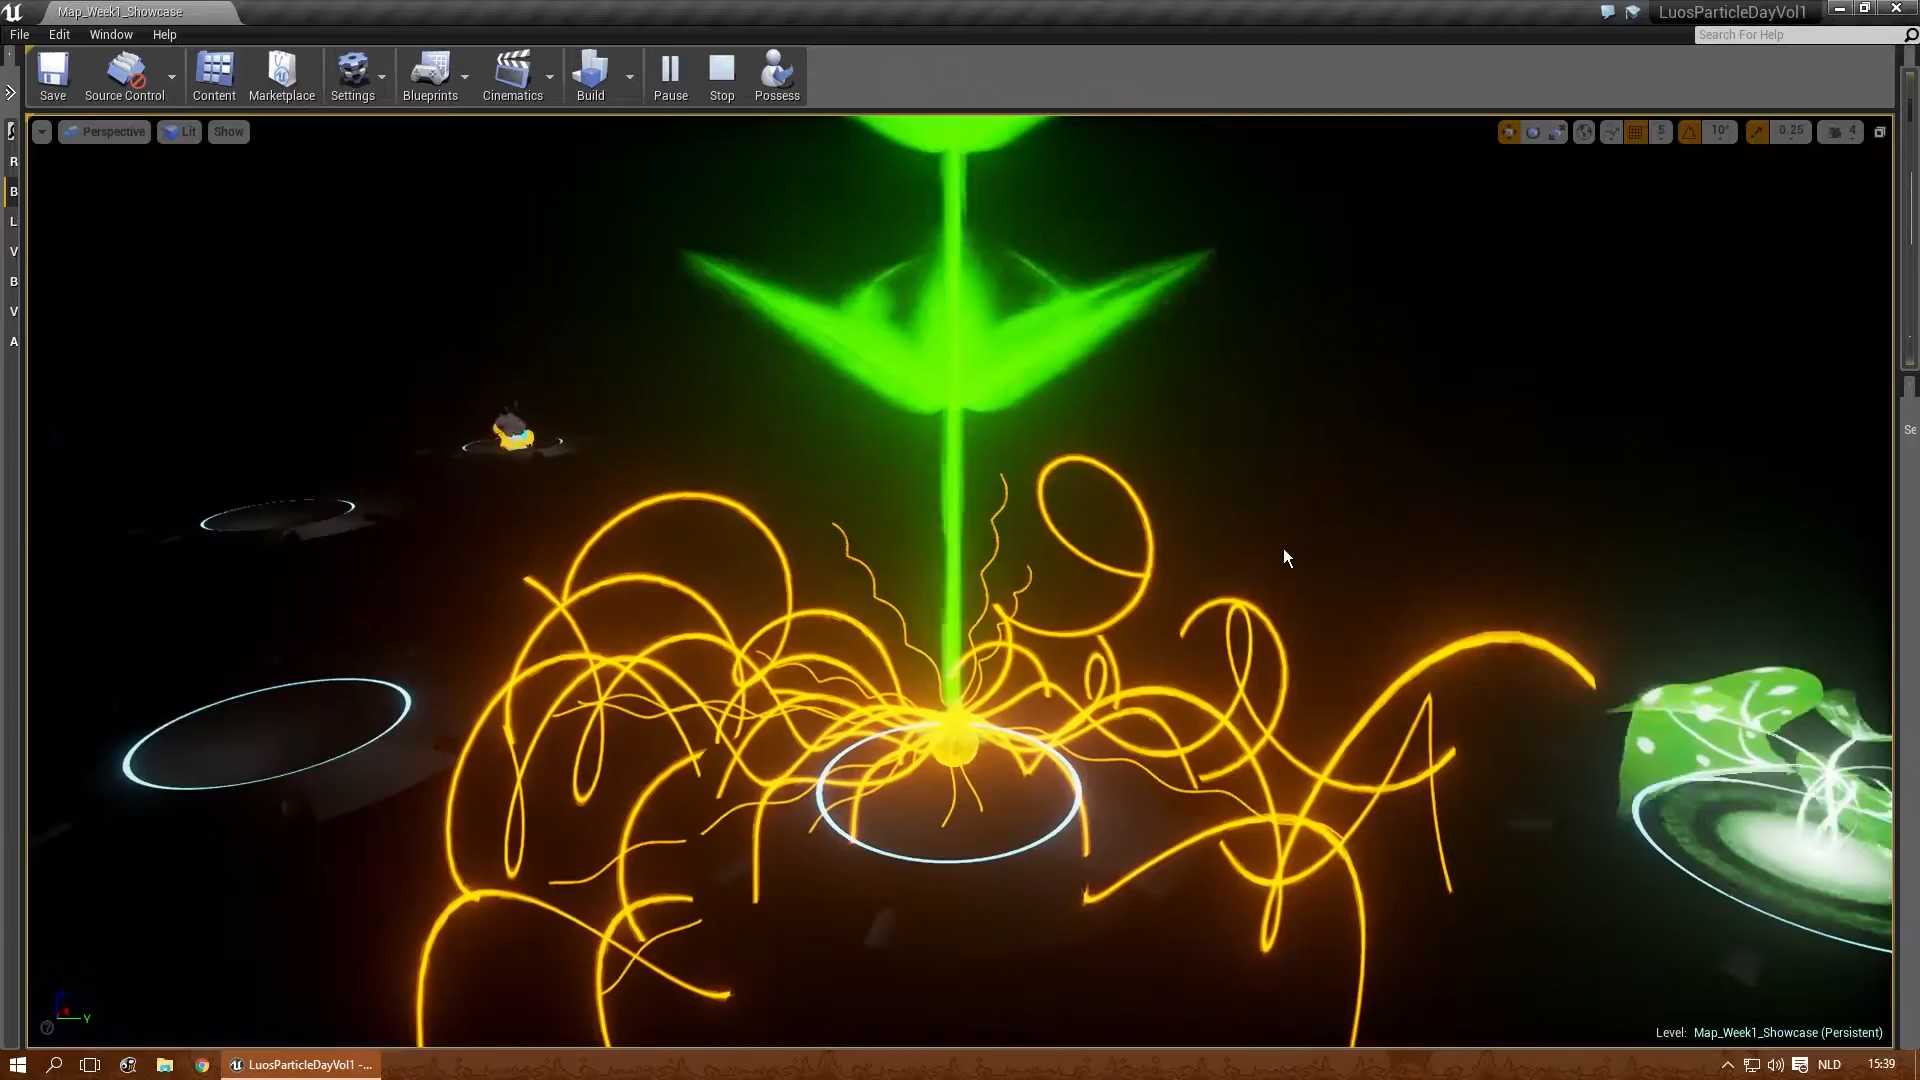 Map_Week1_Showcase
LuosParticleDayVol1
File Edit Window Help
Search For Help
Save Source Control Content Marketplace Settings Blueprints Cinematics Build Pause Stop Possess
Perspective Lit Show
5 10° 0.25 4
R
B
L
V
B
V
A
Se
X
Y
Level: Map_Week1_Showcase (Persistent)
LuosParticleDayVol1 -...
NLD 15:39